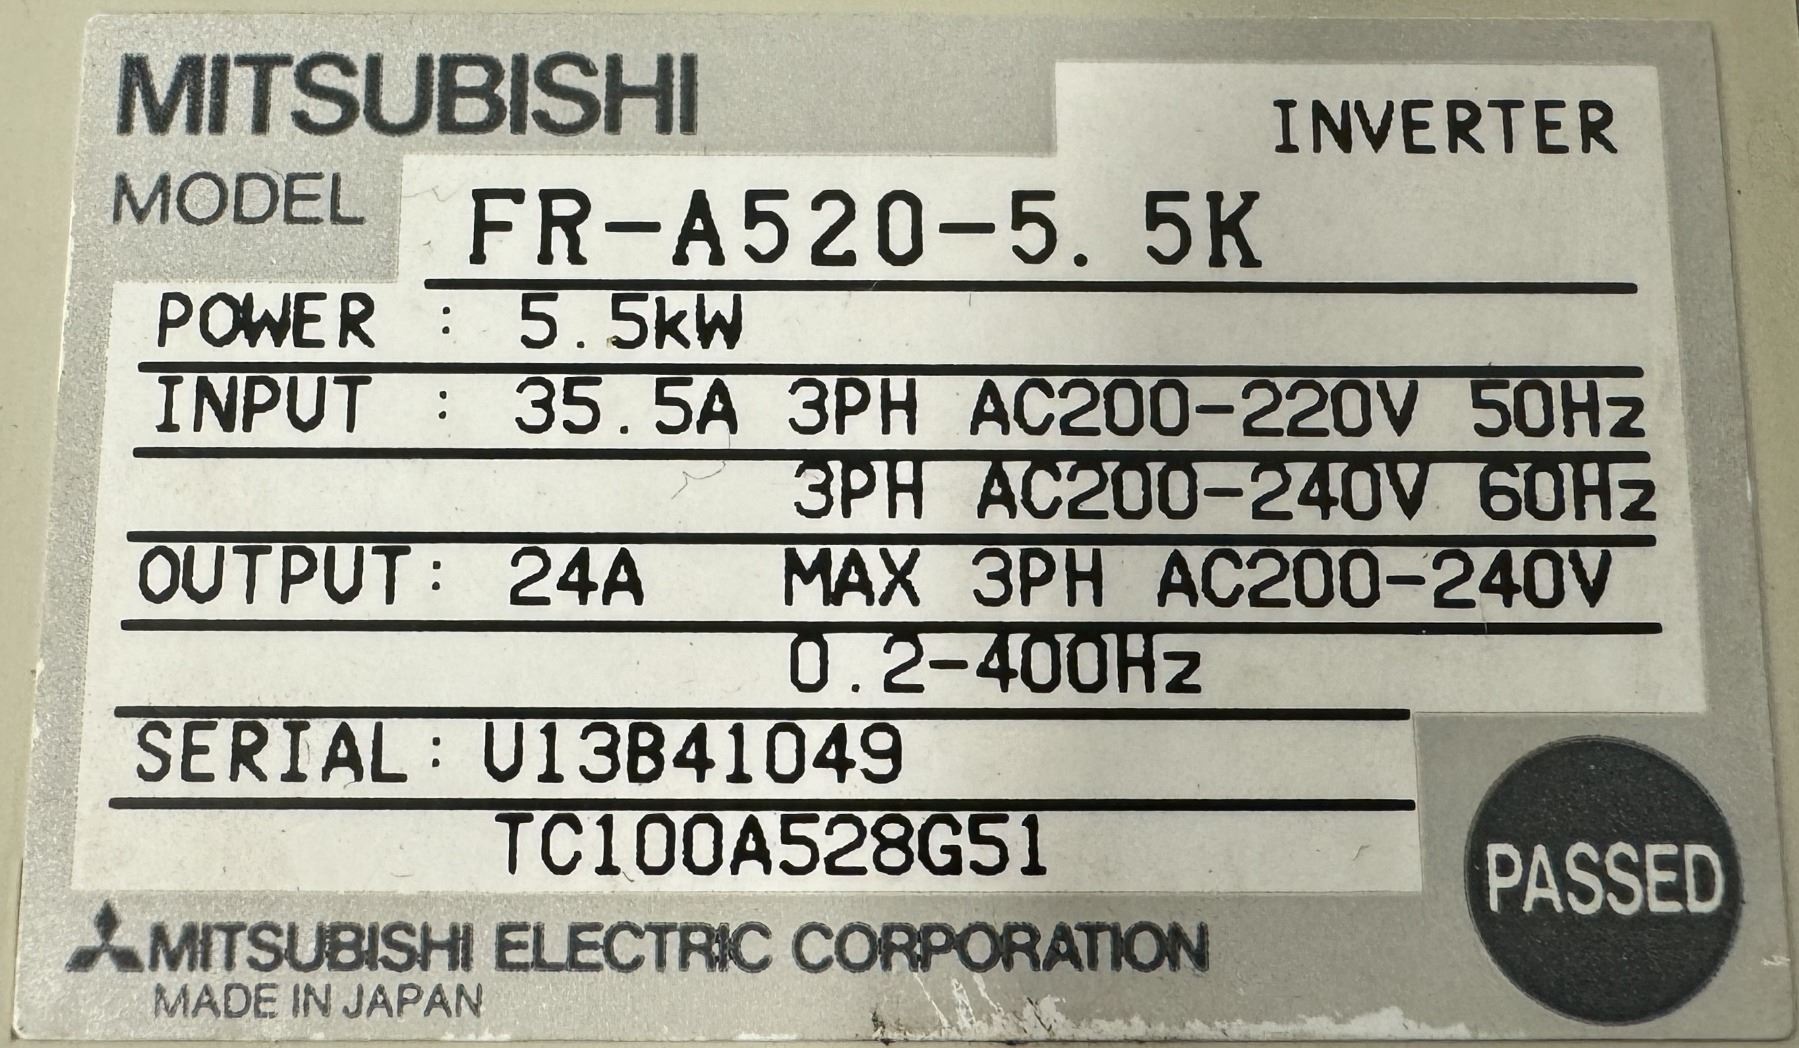 MITSUBISHI
INVERTER
MODEL FR-A520-5.5K
POWER : 5.5kW
INPUT : 35.5A 3PH AC200-220V 50Hz
3PH AC200-240V 60Hz
OUTPUT: 24A MAX 3PH AC200-240V
0.2-400Hz
SERIAL: U13B41049
TC100A528G51
PASSED
MITSUBISHI ELECTRIC CORPORATION
MADE IN JAPAN